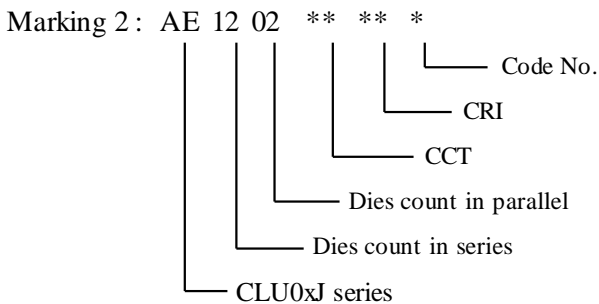 Marking 2 : AE 12 02 ** ** *
Code No.
CRI
CCT
Dies count in parallel
Dies count in series
CLU0xJ series